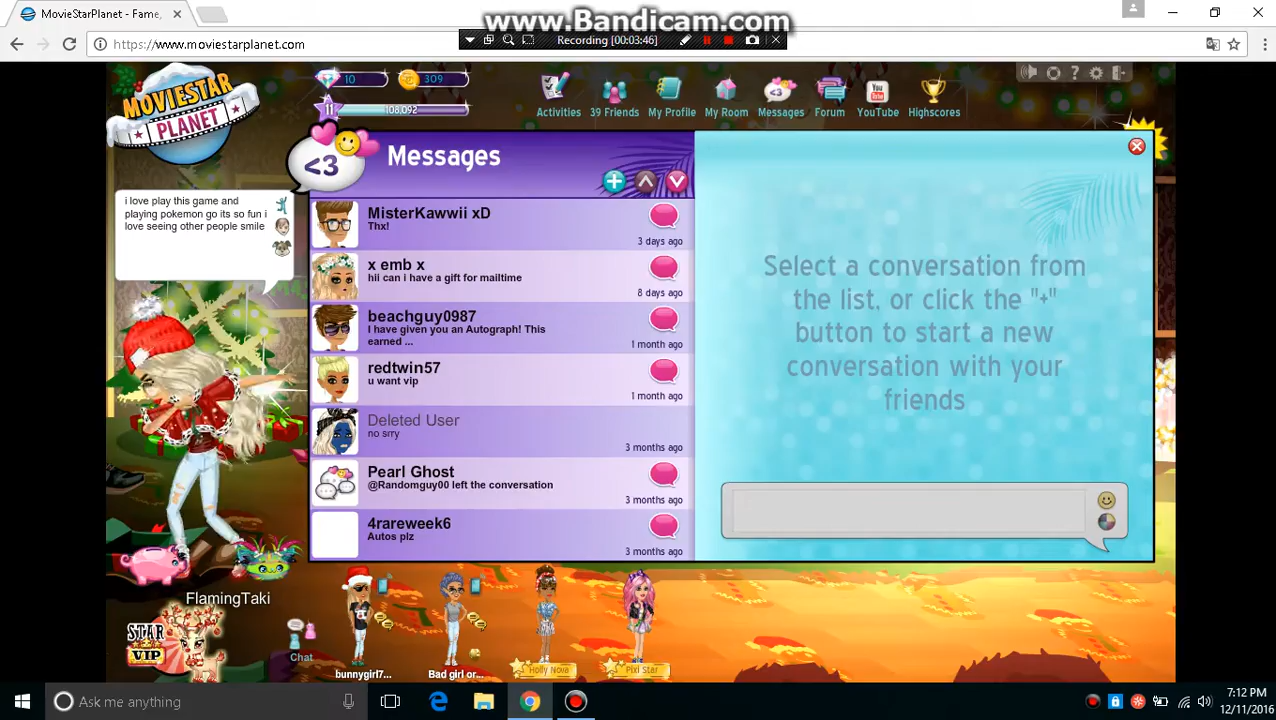 www.Bandicam.com
MovieStarPlanet - Fame,
Recording [00:03:46]
https://www.moviestarplanet.com
MOVIESTAR
PLANET
10
309
11
108,092
Activities
39 Friends
My Profile
My Room
Messages
Forum
YouTube
Highscores
<3
Messages
i love play this game and
playing pokemon go its so fun i
love seeing other people smile
MisterKawwii xD
Thx!
3 days ago
x emb x
hii can i have a gift for mailtime
8 days ago
beachguy0987
I have given you an Autograph! This
earned ...
1 month ago
redtwin57
u want vip
1 month ago
Deleted User
no srry
3 months ago
Pearl Ghost
@Randomguy00 left the conversation
3 months ago
4rareweek6
Autos plz
3 months ago
Select a conversation from
the list, or click the "+"
button to start a new
conversation with your
friends
FlamingTaki
STAR
VIP
Chat
bunnygirl7...
Bad girl or...
Holly Nova
Pixi Star
Ask me anything
7:12 PM
12/11/2016